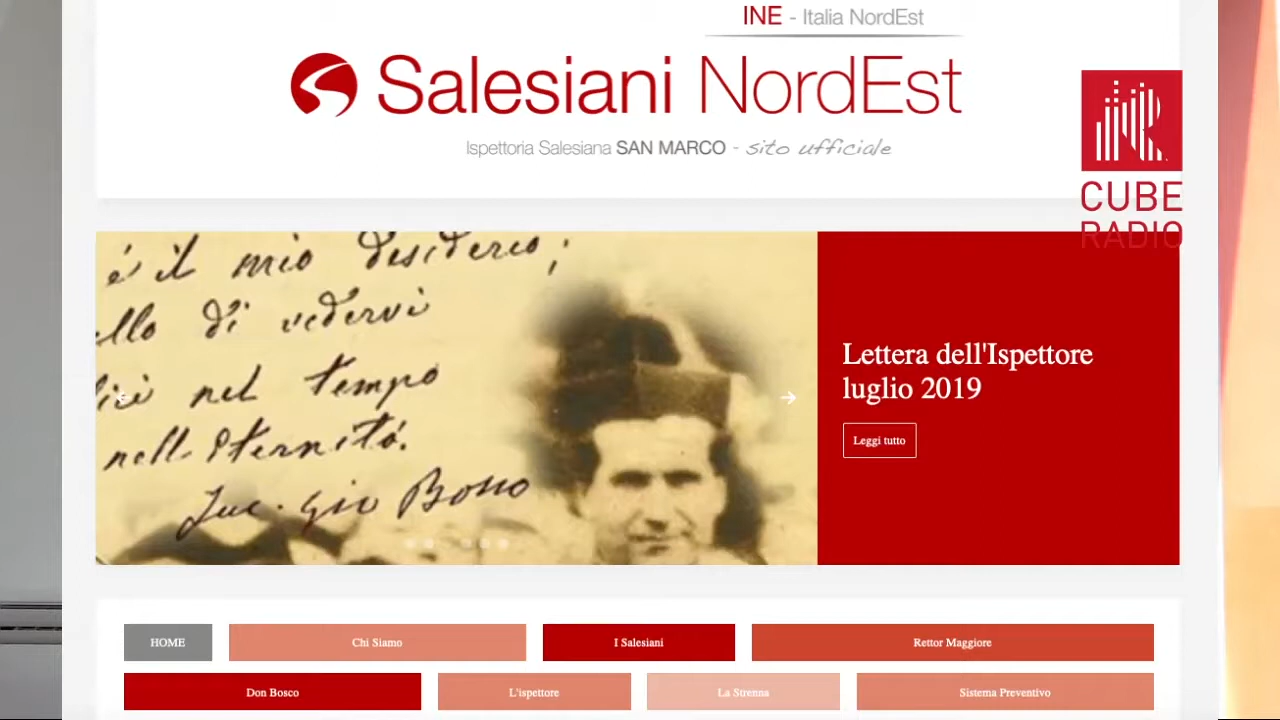 INE - Italia NordEst
Salesiani NordEst
Ispettoria Salesiana SAN MARCO - sito ufficiale
CUBE
RADIO
é il mio desiderio;
ello di vedervi
nel tempo
nell'Eternità.
Gio Bosco
Lettera dell'Ispettore
luglio 2019
Leggi tutto
HOME
Chi Siamo
I Salesiani
Rettor Maggiore
Don Bosco
L'ispettore
La Strenna
Sistema Preventivo